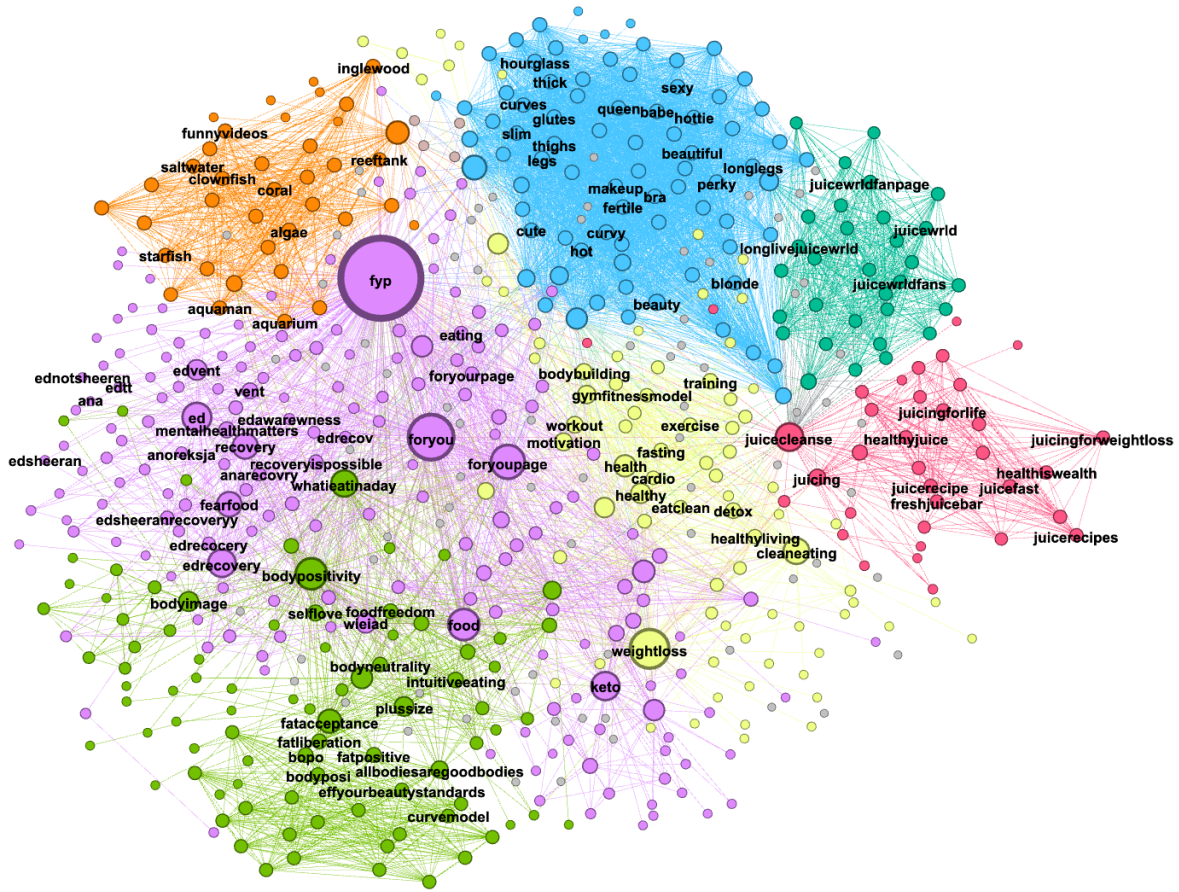 inglewood
funnyvideos
saltwater
clownfish
reeftank
coral
algae
starfish
aquaman
aquarium
hourglass
thick
sexy
curves
queen
babe
glutes
hottie
slim
thighs
legs
beautiful
longlegs
makeup
perky
bra
fertile
cute
curvy
hot
blonde
beauty
juicewrldfanpage
juicewrld
longlivejuicewrld
juicewrldfans
fyp
eating
foryourpage
edvent
ednotsheeren
edtt
ana
vent
ed
edawarewness
mentalhealthmatters
recovery
edrecov
foryou
edsheeran
anoreksja
recoveryispossible
foryoupage
anarecovry
whatieatinaday
fearfood
edsheeranrecoveryy
edrecocery
edrecovery
bodybuilding
training
gymfitnessmodel
workout
exercise
motivation
fasting
health
cardio
healthy
eatclean
detox
healthyliving
cleaneating
juicecleanse
juicingforlife
healthyjuice
juicingforweightloss
juicing
healthiswealth
juicerecipe
juicefast
freshjuicebar
juicerecipes
bodypositivity
bodyimage
selflove
foodfreedom
wieiad
food
weightloss
bodyneutrality
intuitiveeating
keto
plussize
fatacceptance
fatliberation
bopo
fatpositive
bodyposi
allbodiesaregoodbodies
effyourbeautystandards
curvemodel